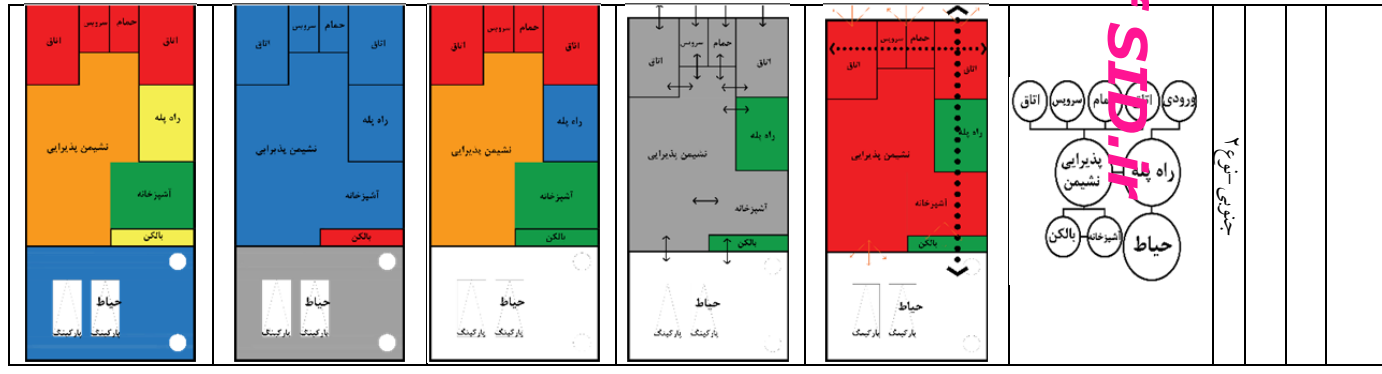 اتاق حمام سرویس اتاق
راه پله
نشیمن پذیرایی
آشپزخانه
بالکن
حیاط
پارکینگ پارکینگ
اتاق حمام سرویس اتاق
راه پله
نشیمن پذیرایی
آشپزخانه
بالکن
حیاط
پارکینگ پارکینگ
اتاق حمام سرویس اتاق
راه پله
نشیمن پذیرایی
آشپزخانه
بالکن
حیاط
پارکینگ پارکینگ
اتاق حمام سرویس اتاق
راه پله
نشیمن پذیرایی
آشپزخانه
بالکن
حیاط
پارکینگ پارکینگ
اتاق حمام سرویس اتاق
راه پله
نشیمن پذیرایی
آشپزخانه
بالکن
حیاط
پارکینگ پارکینگ
ورودی اتاق حمام سرویس اتاق
راه پله
پذیرایی
نشیمن
حیاط آشپزخانه بالکن
SID.ir
جنوبی -نوع۲